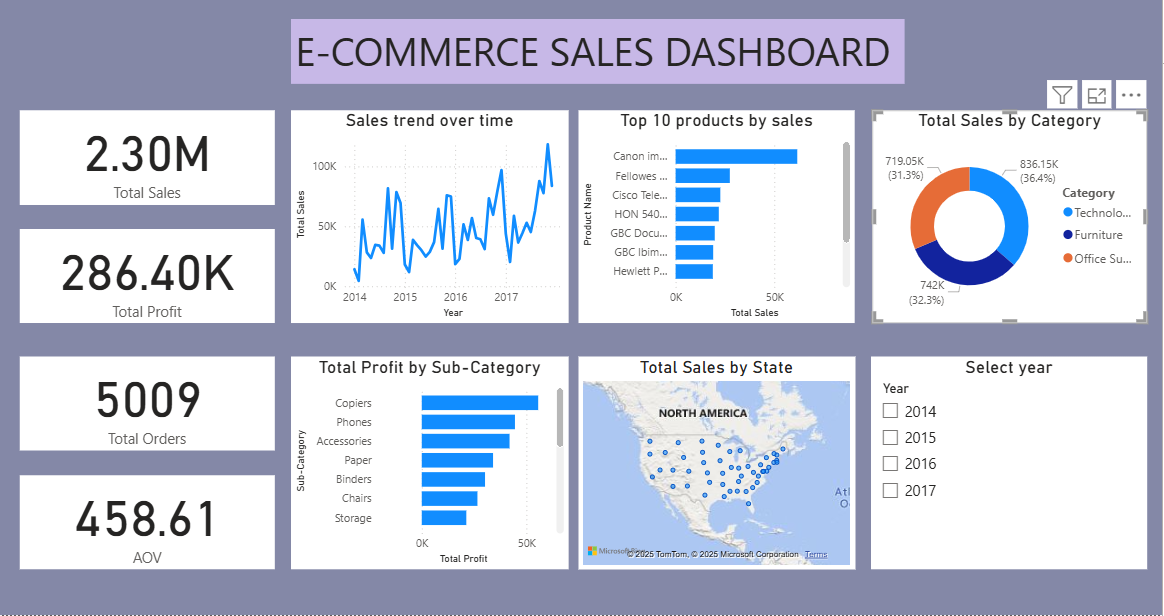 E-COMMERCE SALES DASHBOARD
2.30M
Total Sales
286.40K
Total Profit
5009
Total Orders
458.61
AOV
Sales trend over time
Total Sales
100K
50K
0K
2014 2015 2016 2017
Year
Top 10 products by sales
Product Name
Canon im...
Fellowes ...
Cisco Tele...
HON 540...
GBC Docu...
GBC Ibim...
Hewlett P...
0K 50K
Total Sales
Total Sales by Category
719.05K
(31.3%)
836.15K
(36.4%)
742K
(32.3%)
Category
Technolo...
Furniture
Office Su...
Total Profit by Sub-Category
Sub-Category
Copiers
Phones
Accessories
Paper
Binders
Chairs
Storage
0K 50K
Total Profit
Total Sales by State
NORTH AMERICA
Atl
O
Microsoft
© 2025 TomTom, © 2025 Microsoft Corporation Terms
Select year
Year
2014
2015
2016
2017